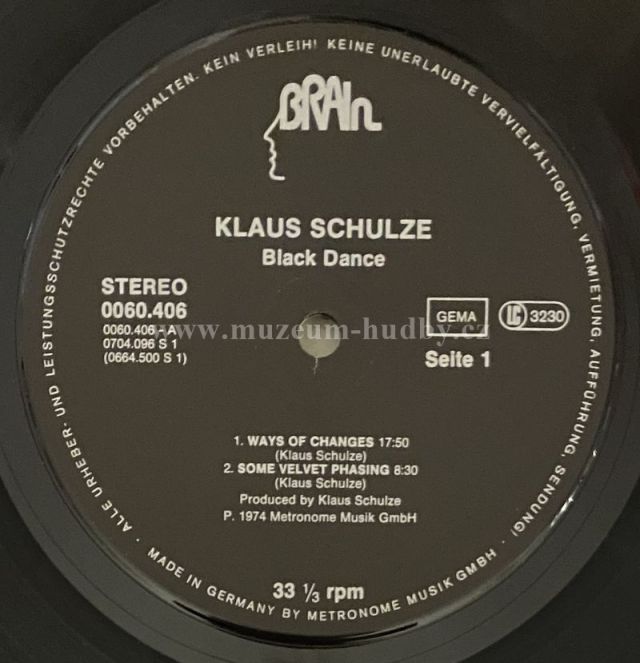 ALLE URHEBER- UND LEISTUNGSSCHUTZRECHTE VORBEHALTEN. KEIN VERLEIH! KEINE UNERLAUBTE VERVIELFÄLTIGUNG, VERMIETUNG, AUFFÜHRUNG, SENDUNG!
BRAIN
KLAUS SCHULZE
Black Dance
STEREO
0060.406
0060.406-1A
0704.096 S 1
(0664.500 S 1)
GEMA
LC 3230
Seite 1
www.muzeum-hudby.cz
1. WAYS OF CHANGES 17:50
(Klaus Schulze)
2. SOME VELVET PHASING 8:30
(Klaus Schulze)
Produced by Klaus Schulze
P. 1974 Metronome Musik GmbH
33 1/3 rpm
· MADE IN GERMANY BY METRONOME MUSIK GMBH ·